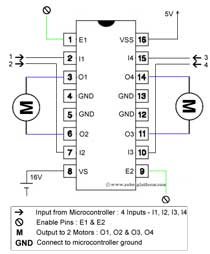 5V
1 E1 VSS 16
1 2 I1 I4 15 3
2 4
3 O1 O4 14
M 4 GND GND 13 M
5 GND GND 12
6 O2 O3 11
7 I2 I3 10
16V 8 VS E2 9
Input from Microcontroller : 4 Inputs - I1, I2, I3, I4
Enable Pins : E1 & E2
M Output to 2 Motors : O1, O2 & O3, O4
GND Connect to microcontroller ground